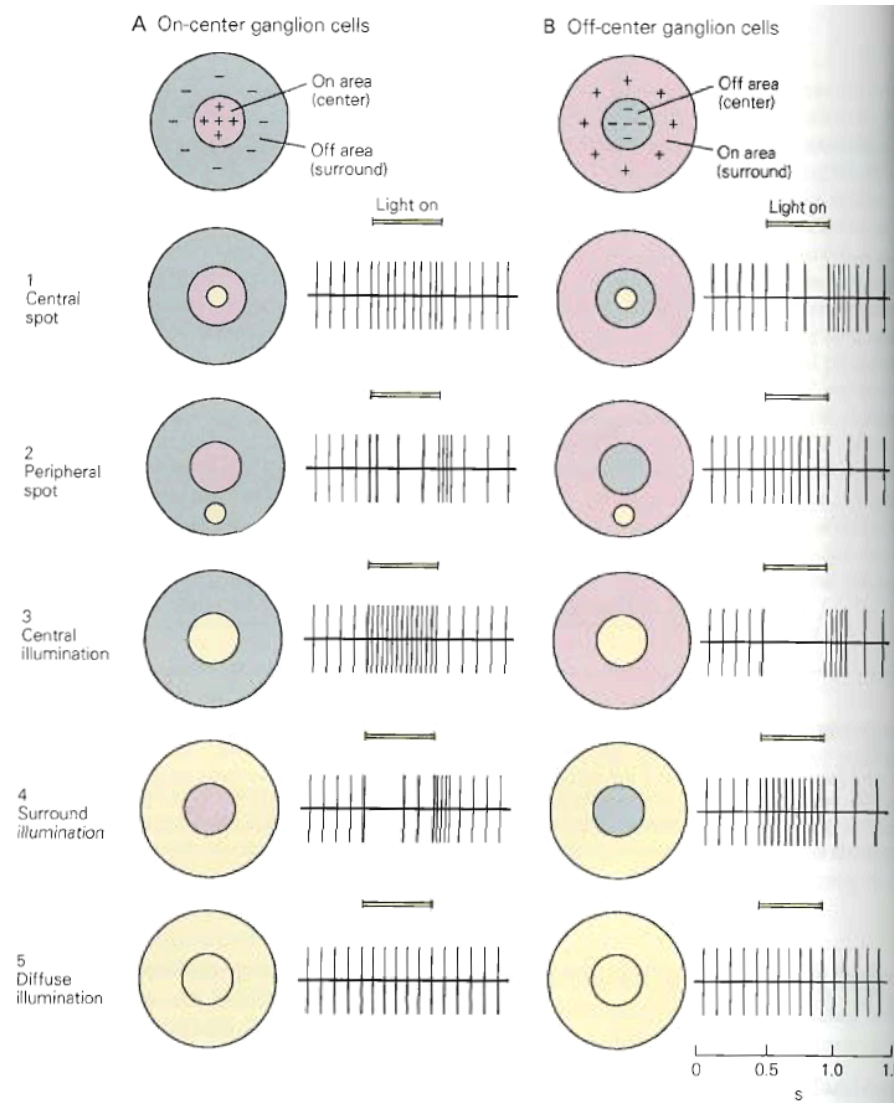 A On-center ganglion cells
On area
(center)
Off area
(surround)
Light on
B Off-center ganglion cells
Off area
(center)
On area
(surround)
Light on
1
Central
spot
2
Peripheral
spot
3
Central
illumination
4
Surround
illumination
5
Diffuse
illumination
0 0.5 1.0 1.
s